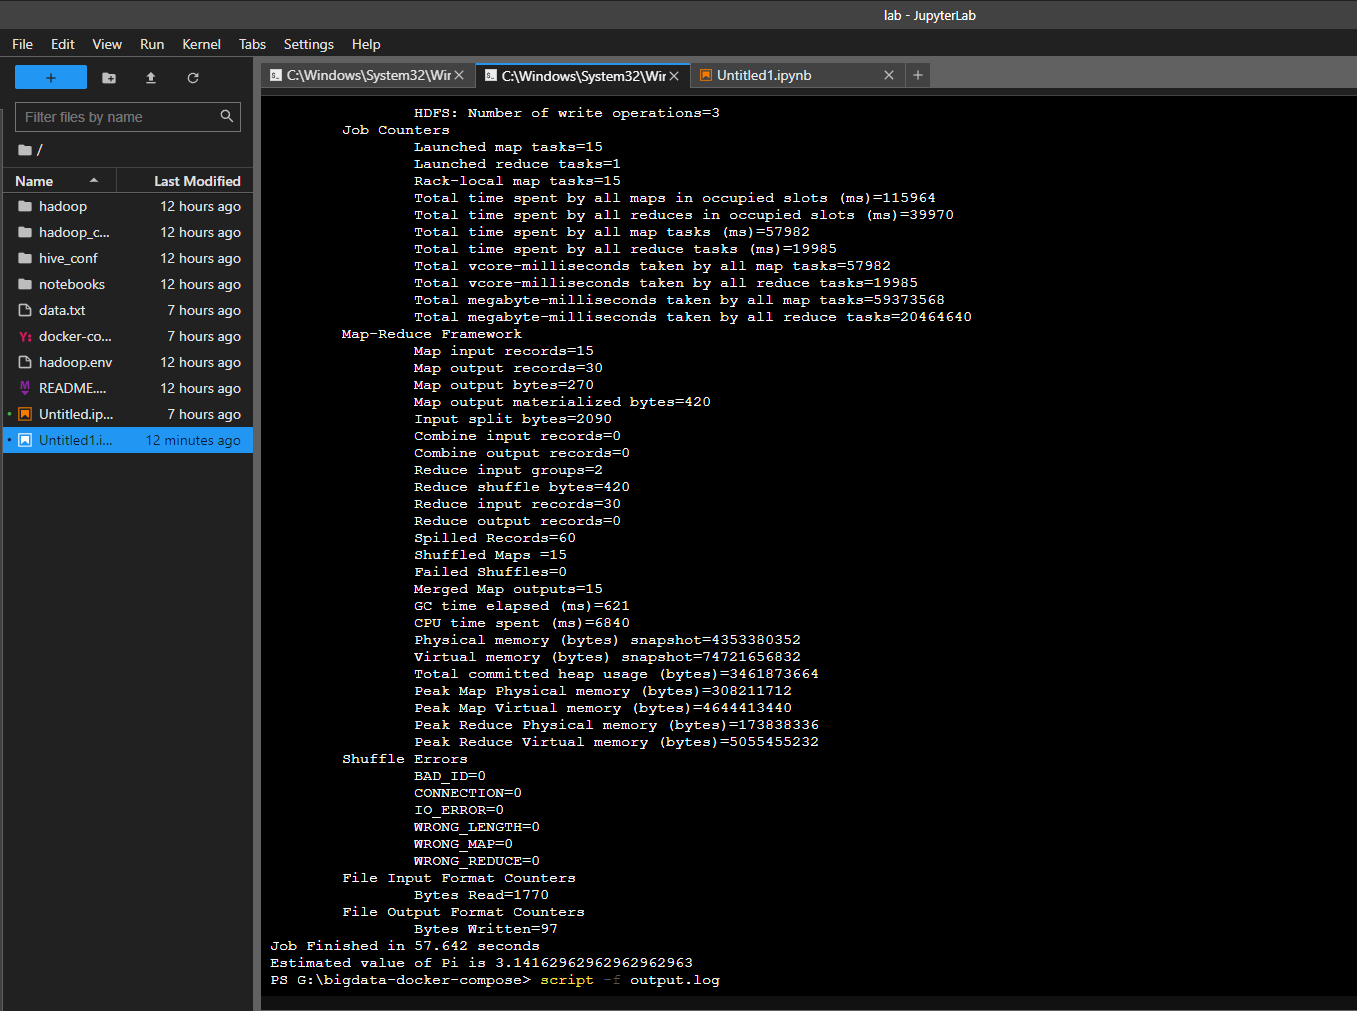 lab - JupyterLab
File Edit View Run Kernel Tabs Settings Help
C:\Windows\System32\Wir
C:\Windows\System32\Wir
Untitled1.ipynb
Filter files by name
/
Name Last Modified
hadoop 12 hours ago
hadoop_c... 12 hours ago
hive_conf 12 hours ago
notebooks 12 hours ago
data.txt 7 hours ago
docker-co... 7 hours ago
hadoop.env 12 hours ago
README.... 12 hours ago
Untitled.ip... 7 hours ago
Untitled1.i... 12 minutes ago
HDFS: Number of write operations=3
Job Counters
Launched map tasks=15
Launched reduce tasks=1
Rack-local map tasks=15
Total time spent by all maps in occupied slots (ms)=115964
Total time spent by all reduces in occupied slots (ms)=39970
Total time spent by all map tasks (ms)=57982
Total time spent by all reduce tasks (ms)=19985
Total vcore-milliseconds taken by all map tasks=57982
Total vcore-milliseconds taken by all reduce tasks=19985
Total megabyte-milliseconds taken by all map tasks=59373568
Total megabyte-milliseconds taken by all reduce tasks=20464640
Map-Reduce Framework
Map input records=15
Map output records=30
Map output bytes=270
Map output materialized bytes=420
Input split bytes=2090
Combine input records=0
Combine output records=0
Reduce input groups=2
Reduce shuffle bytes=420
Reduce input records=30
Reduce output records=0
Spilled Records=60
Shuffled Maps =15
Failed Shuffles=0
Merged Map outputs=15
GC time elapsed (ms)=621
CPU time spent (ms)=6840
Physical memory (bytes) snapshot=4353380352
Virtual memory (bytes) snapshot=74721656832
Total committed heap usage (bytes)=3461873664
Peak Map Physical memory (bytes)=308211712
Peak Map Virtual memory (bytes)=4644413440
Peak Reduce Physical memory (bytes)=173838336
Peak Reduce Virtual memory (bytes)=5055455232
Shuffle Errors
BAD_ID=0
CONNECTION=0
IO_ERROR=0
WRONG_LENGTH=0
WRONG_MAP=0
WRONG_REDUCE=0
File Input Format Counters
Bytes Read=1770
File Output Format Counters
Bytes Written=97
Job Finished in 57.642 seconds
Estimated value of Pi is 3.14162962962962962963
PS G:\bigdata-docker-compose> script -f output.log